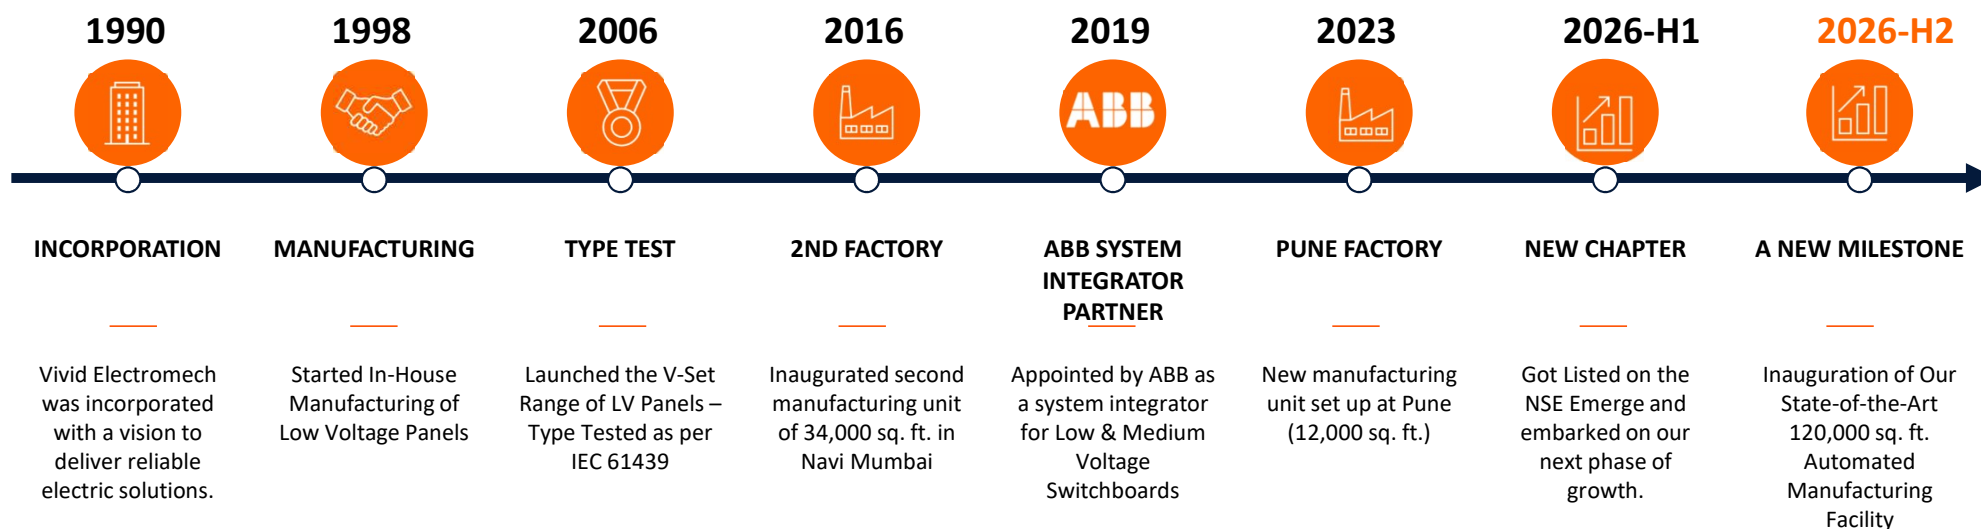 1990
1998
2006
2016
2019
2023
2026-H1
2026-H2
ABB
INCORPORATION
MANUFACTURING
TYPE TEST
2ND FACTORY
ABB SYSTEM
INTEGRATOR
PARTNER
PUNE FACTORY
NEW CHAPTER
A NEW MILESTONE
Vivid Electromech
was incorporated
with a vision to
deliver reliable
electric solutions.
Started In-House
Manufacturing of
Low Voltage Panels
Launched the V-Set
Range of LV Panels –
Type Tested as per
IEC 61439
Inaugurated second
manufacturing unit
of 34,000 sq. ft. in
Navi Mumbai
Appointed by ABB as
a system integrator
for Low & Medium
Voltage
Switchboards
New manufacturing
unit set up at Pune
(12,000 sq. ft.)
Got Listed on the
NSE Emerge and
embarked on our
next phase of
growth.
Inauguration of Our
State-of-the-Art
120,000 sq. ft.
Automated
Manufacturing
Facility